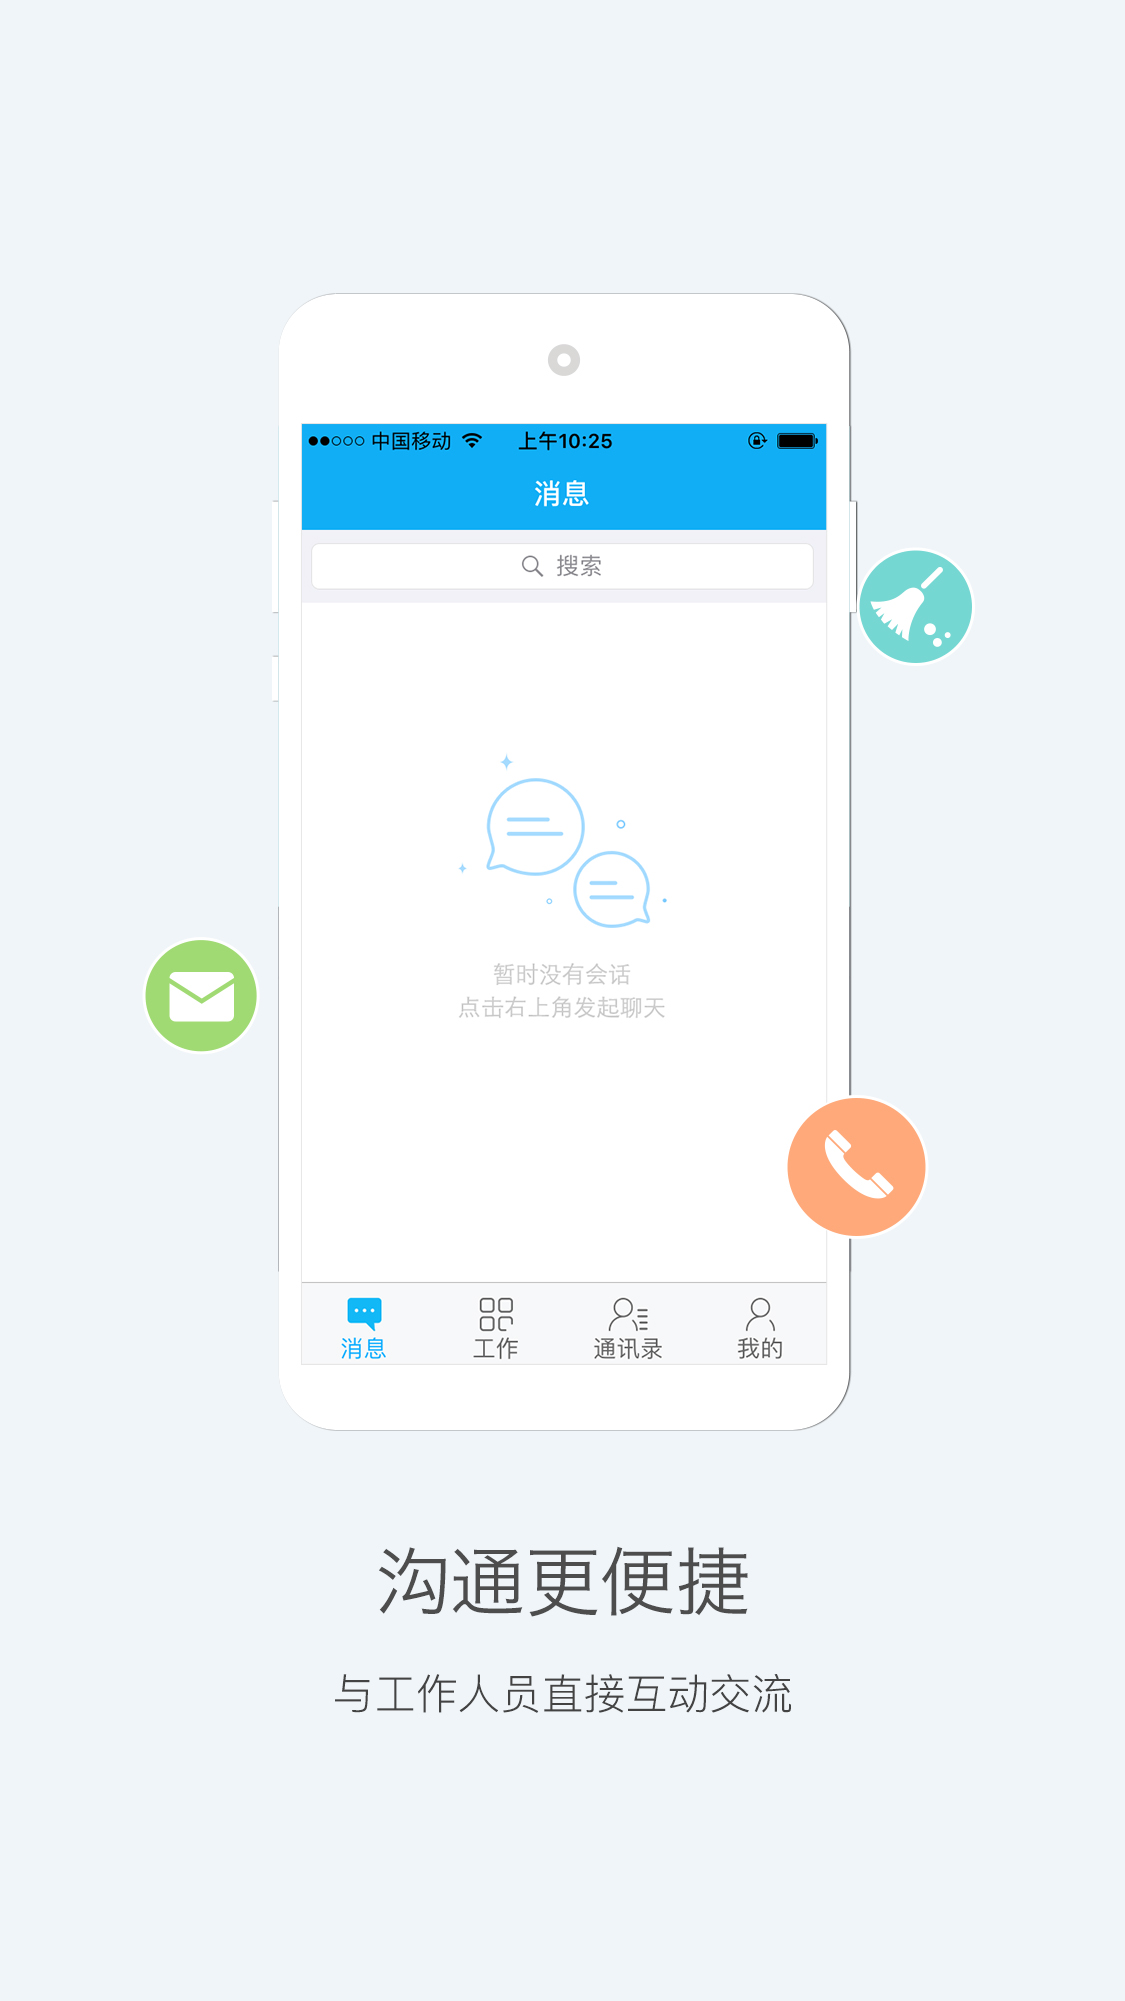 中国移动 上午10:25
消息
搜索
暂时没有会话
点击右上角发起聊天
消息 工作 通讯录 我的
沟通更便捷
与工作人员直接互动交流